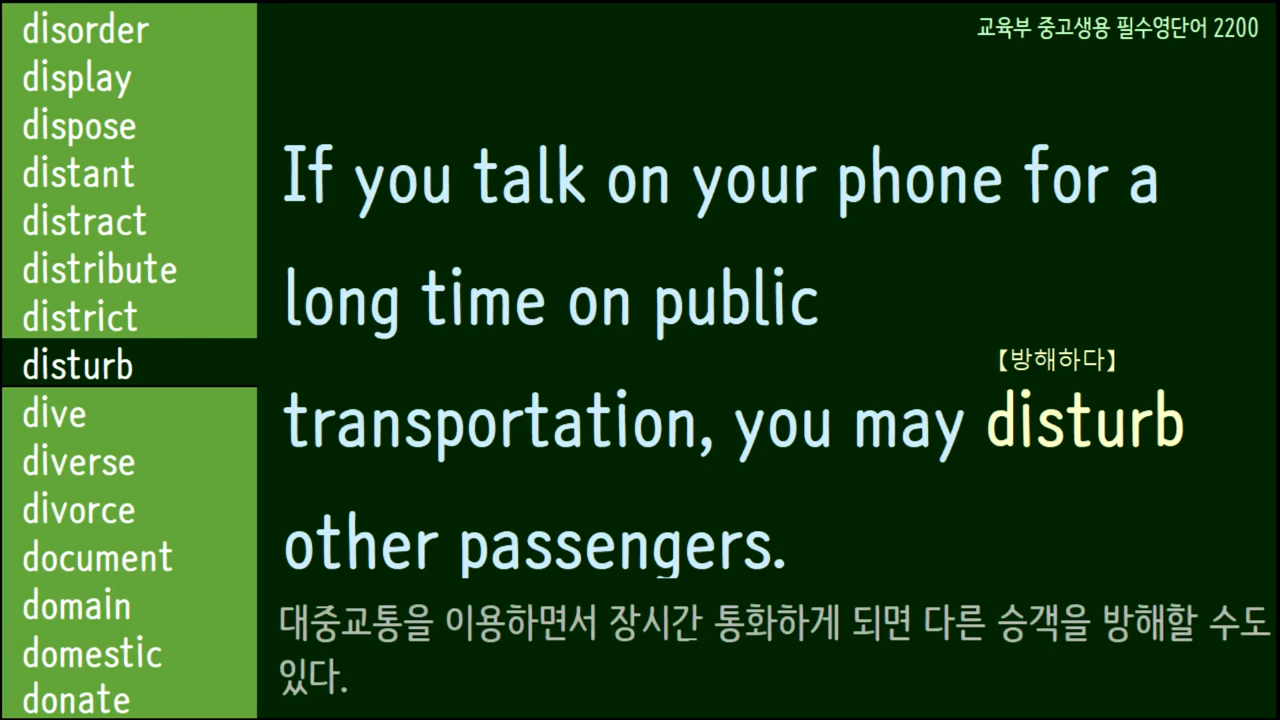 disorder
display
dispose
distant
distract
distribute
district
disturb
dive
diverse
divorce
document
domain
domestic
donate
교육부 중고생용 필수영단어 2200
If you talk on your phone for a
long time on public
【방해하다】
transportation, you may disturb
other passengers.
대중교통을 이용하면서 장시간 통화하게 되면 다른 승객을 방해할 수도
있다.